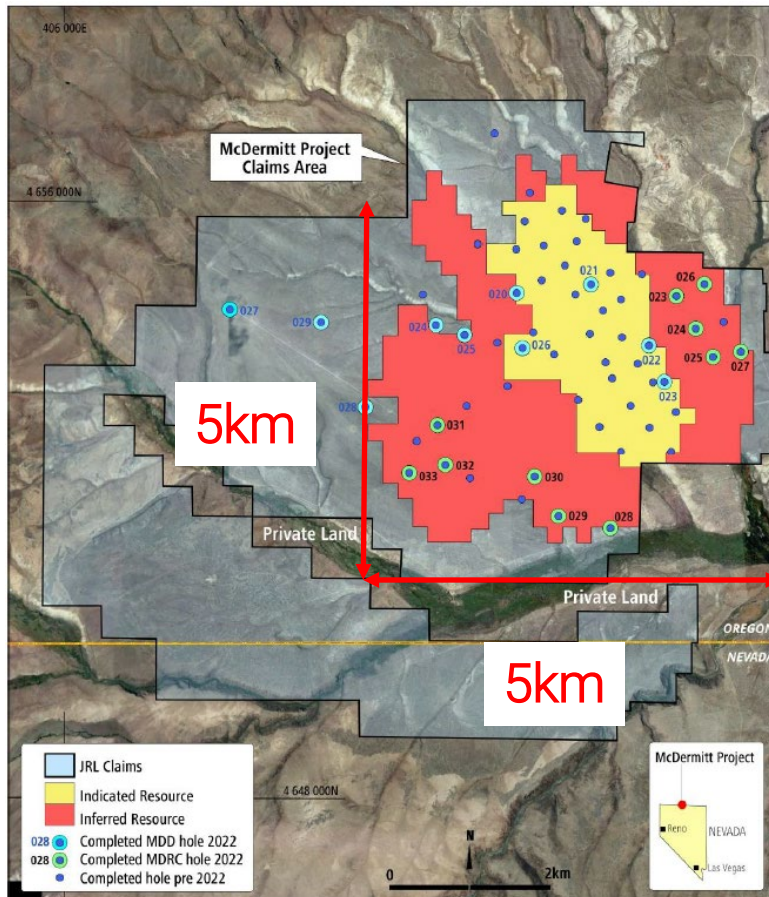 406 000E
McDermitt Project
Claims Area
4 656 000N
026
021
020
023
027
029
024
024
025
026
022
025
027
023
028
5km
031
032
033
030
029
028
Private Land
Private Land
OREGON
NEVADA
5km
JRL Claims
Indicated Resource
Inferred Resource
028 Completed MDD hole 2022
028 Completed MDRC hole 2022
Completed hole pre 2022
4 648 000N
N
0 2km
McDermitt Project
Reno
NEVADA
Las Vegas